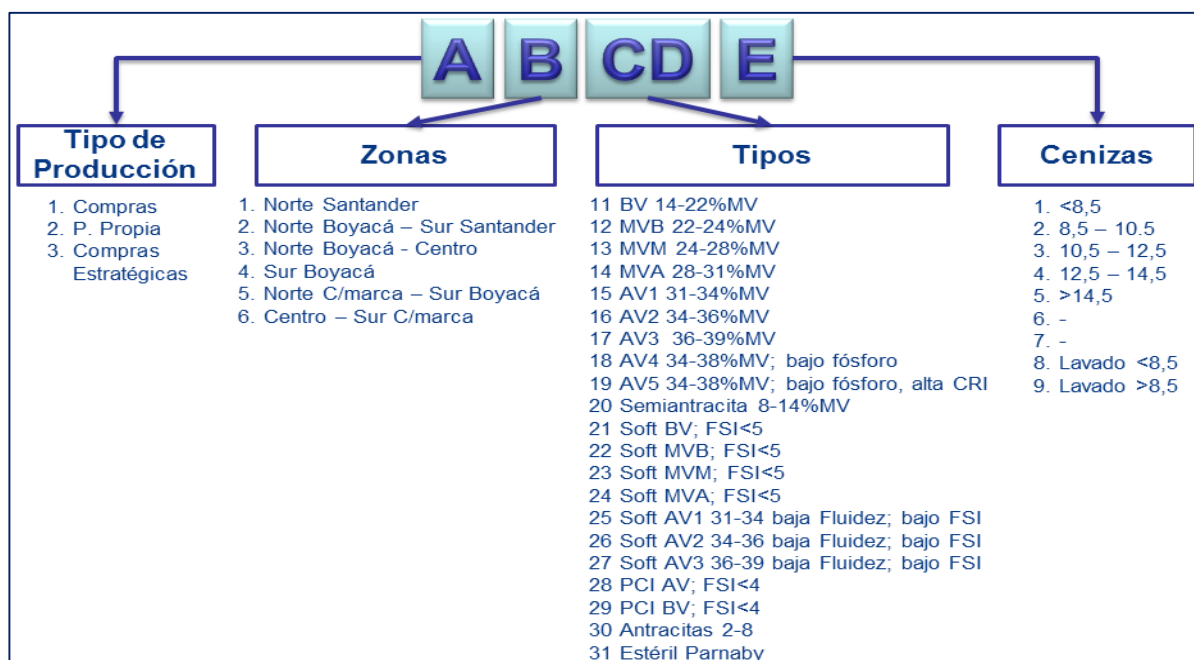 A B CD E
Tipo de
Producción
1. Compras
2. P. Propia
3. Compras
Estratégicas
Zonas
1. Norte Santander
2. Norte Boyacá – Sur Santander
3. Norte Boyacá - Centro
4. Sur Boyacá
5. Norte C/marca – Sur Boyacá
6. Centro – Sur C/marca
Tipos
11 BV 14-22%MV
12 MVB 22-24%MV
13 MVM 24-28%MV
14 MVA 28-31%MV
15 AV1 31-34%MV
16 AV2 34-36%MV
17 AV3 36-39%MV
18 AV4 34-38%MV; bajo fósforo
19 AV5 34-38%MV; bajo fósforo, alta CRI
20 Semiantracita 8-14%MV
21 Soft BV; FSI<5
22 Soft MVB; FSI<5
23 Soft MVM; FSI<5
24 Soft MVA; FSI<5
25 Soft AV1 31-34 baja Fluidez; bajo FSI
26 Soft AV2 34-36 baja Fluidez; bajo FSI
27 Soft AV3 36-39 baja Fluidez; bajo FSI
28 PCI AV; FSI<4
29 PCI BV; FSI<4
30 Antracitas 2-8
31 Estéril Parnaby
Cenizas
1. <8,5
2. 8,5 – 10.5
3. 10,5 – 12,5
4. 12,5 – 14,5
5. >14,5
6. -
7. -
8. Lavado <8,5
9. Lavado >8,5